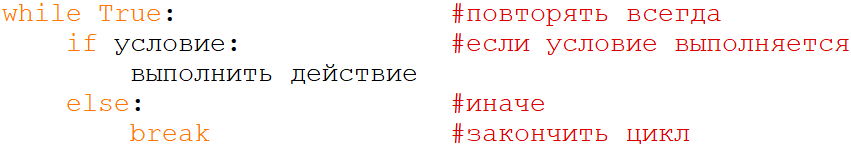 while True: #повторять всегда
if условие: #если условие выполняется
выполнить действие
else: #иначе
break #закончить цикл